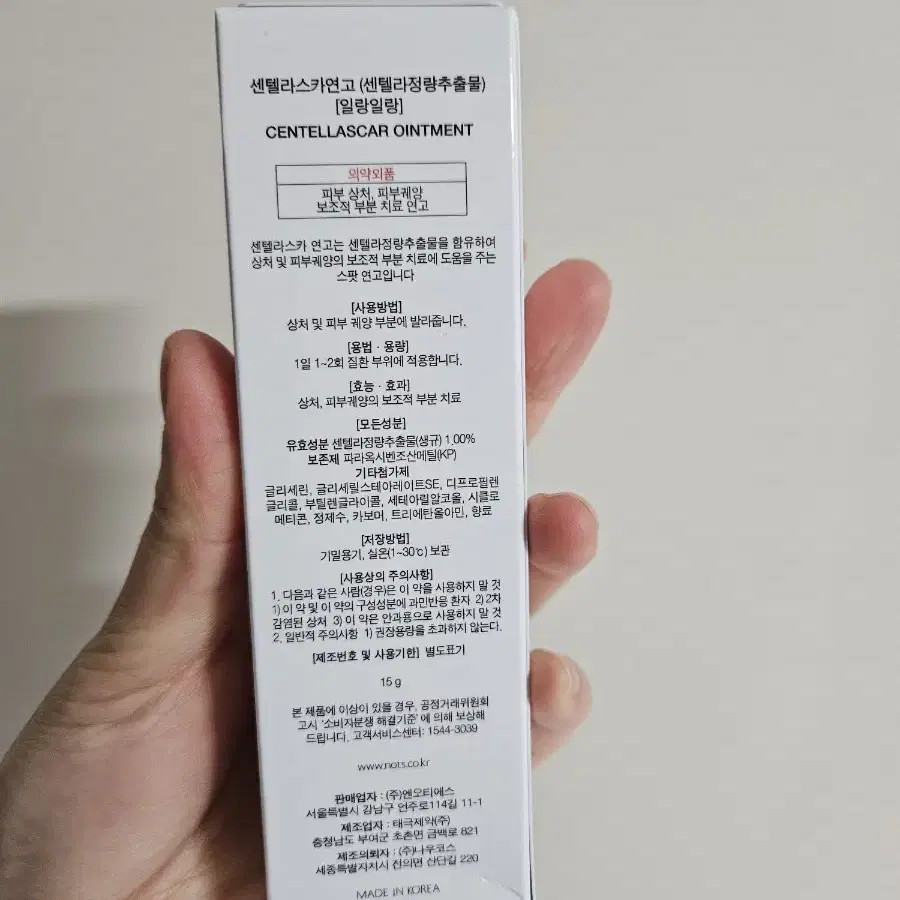 센텔라스카연고 (센텔라정량추출물)
[일랑일랑]
CENTELLASCAR OINTMENT
의약외품
피부 상처, 피부궤양
보조적 부분 치료 연고
센텔라스카 연고는 센텔라정량추출물을 함유하여
상처 및 피부궤양의 보조적 부분 치료에 도움을 주는
스팟 연고입니다
[사용방법]
상처 및 피부 궤양 부분에 발라줍니다.
[용법 · 용량]
1일 1~2회 질환 부위에 적용합니다.
[효능 · 효과]
상처, 피부궤양의 보조적 부분 치료
[모든성분]
유효성분 센텔라정량추출물(생규) 1.00%
보존제 파라옥시벤조산메틸(KP)
기타첨가제
글리세린, 글리세릴스테아레이트SE, 디프로필렌
글리콜, 부틸렌글라이콜, 세테아릴알코올, 시클로
메티콘, 정제수, 카보머, 트리에탄올아민, 향료
[저장방법]
기밀용기, 실온(1~30℃) 보관
[사용상의 주의사항]
1. 다음과 같은 사람(경우)은 이 약을 사용하지 말 것
1) 이 약 및 이 약의 구성성분에 과민반응 환자 2) 2차
감염된 상처 3) 이 약은 안과용으로 사용하지 말 것
2. 일반적 주의사항 1) 권장용량을 초과하지 않는다.
[제조번호 및 사용기한] 별도표기
15 g
본 제품에 이상이 있을 경우, 공정거래위원회
고시 '소비자분쟁 해결기준' 에 의해 보상해
드립니다. 고객서비스센터: 1544-3039
www.nots.co.kr
판매업자 : (주)엔오티에스
서울특별시 강남구 언주로114길 11-1
제조업자 : 태극제약(주)
충청남도 부여군 초촌면 금백로 821
제조의뢰자 : (주)나우코스
세종특별자치시 전의면 산단길 220
MADE IN KOREA